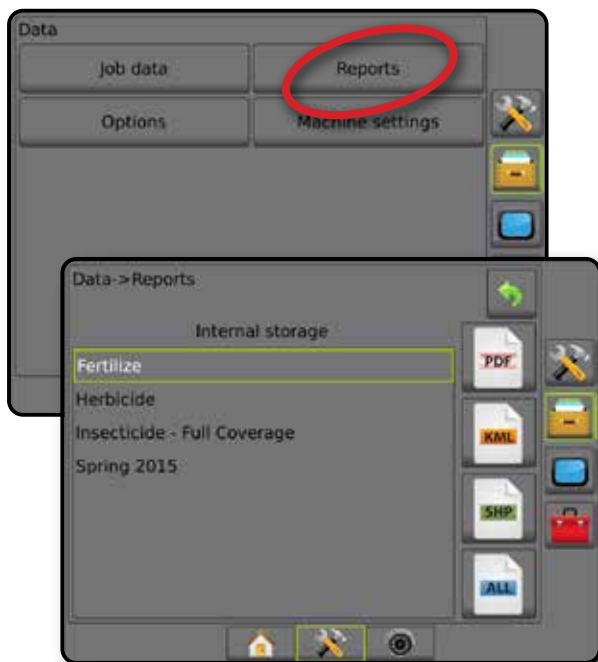 Data
Job data
Reports
Options
Machine settings
Data->Reports
Internal storage
Fertilize
Herbicide
Insecticide - Full Coverage
Spring 2015
PDF
KML
SHP
ALL